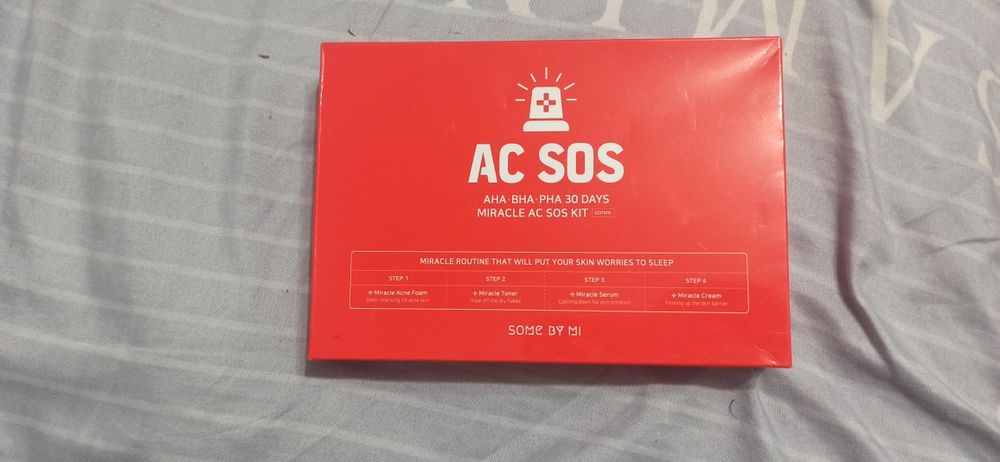 AC SOS
AHA·BHA·PHA 30 DAYS
MIRACLE AC SOS KIT EDITION
MIRACLE ROUTINE THAT WILL PUT YOUR SKIN WORRIES TO SLEEP
STEP 1 STEP 2 STEP 3 STEP 4
Miracle Acne Foam Miracle Toner Miracle Serum Miracle Cream
Deep cleansing for acne skin Wipe off the dry flakes Calming down for skin irritation Firming up the skin barrier
SOME BY MI